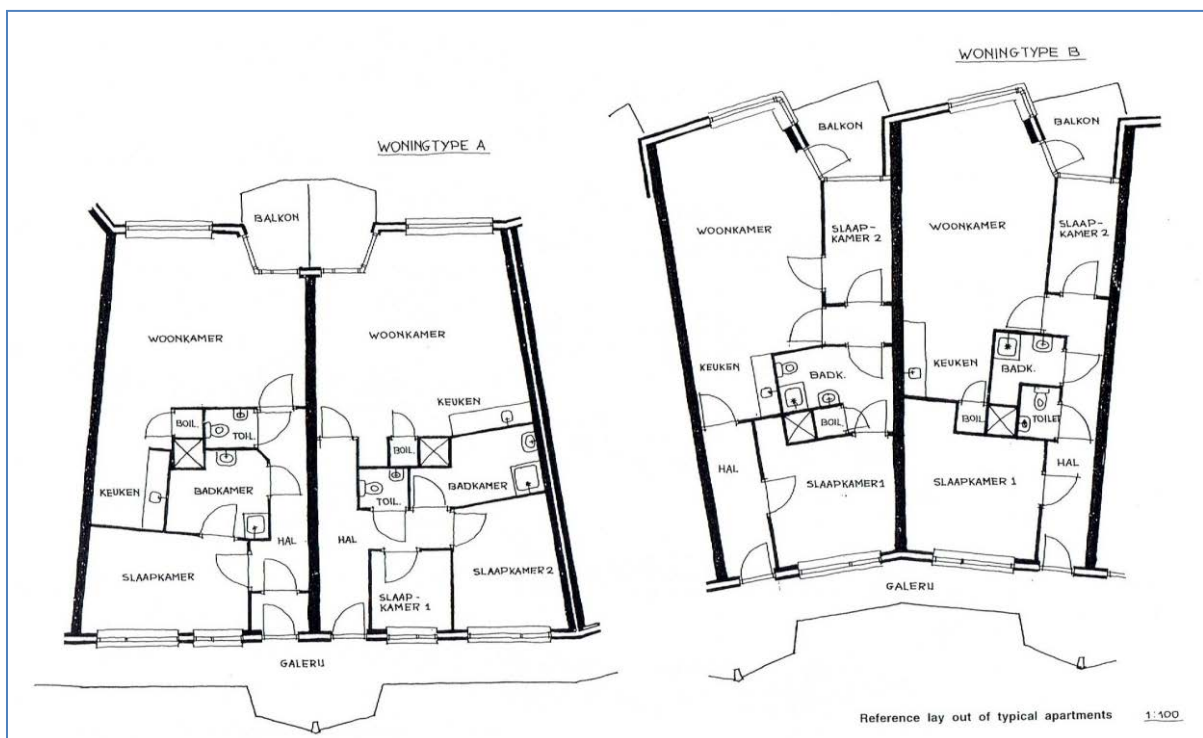 WONINGTYPE A
BALKON
WOONKAMER
WOONKAMER
KEUKEN
BOIL.
TOIL.
BOIL.
KEUKEN
BADKAMER
TOIL.
BADKAMER
HAL
HAL
SLAAPKAMER
SLAAP-
KAMER 1
SLAAPKAMER 2
GALERIJ
WONINGTYPE B
BALKON
BALKON
WOONKAMER
SLAAP-
KAMER 2
WOONKAMER
SLAAP-
KAMER 2
KEUKEN
BADK.
KEUKEN
BADK.
BOIL.
BOIL.
TOILET
HAL
SLAAPKAMER 1
SLAAPKAMER 1
HAL
GALERIJ
Reference lay out of typical apartments 1:100